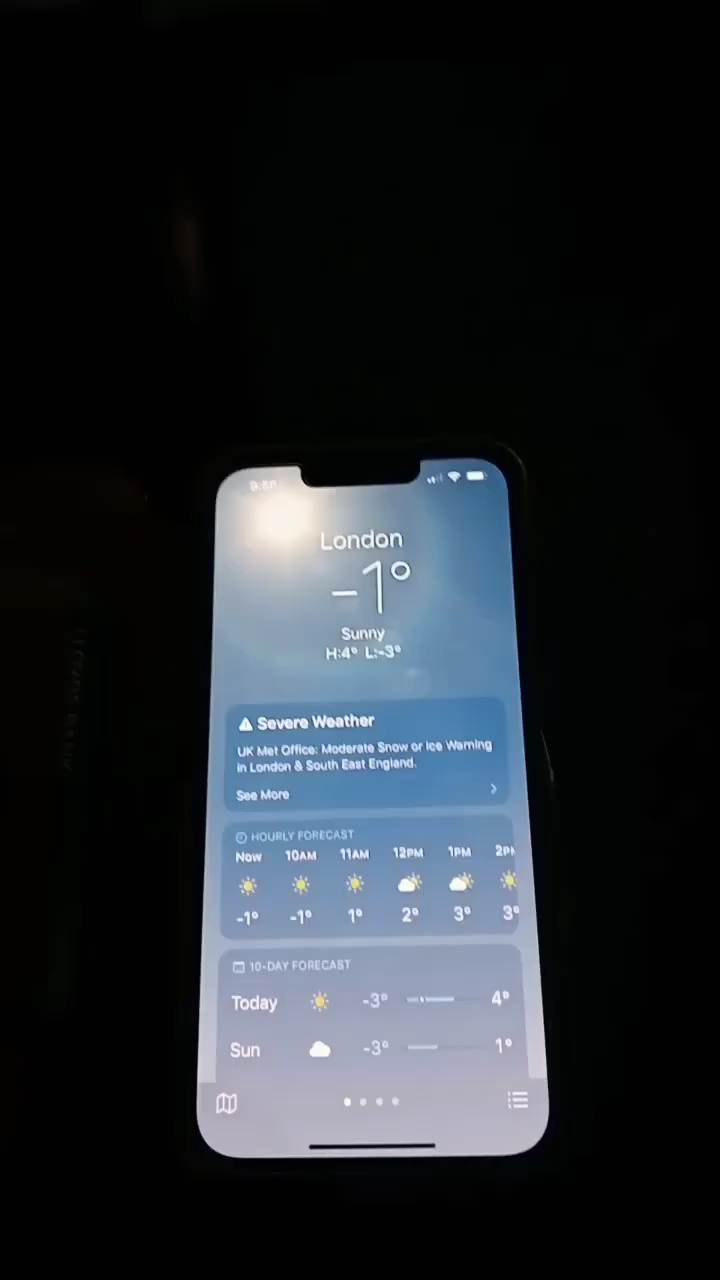 London
-1°
Sunny
H:4° L:-3°
Severe Weather
UK Met Office: Moderate Snow or Ice Warning
in London & South East England.
See More
HOURLY FORECAST
Now 10AM 11AM 12PM 1PM
-1° -1° 1° 2° 3° 3°
10-DAY FORECAST
Today -3° 4°
Sun -3° 1°